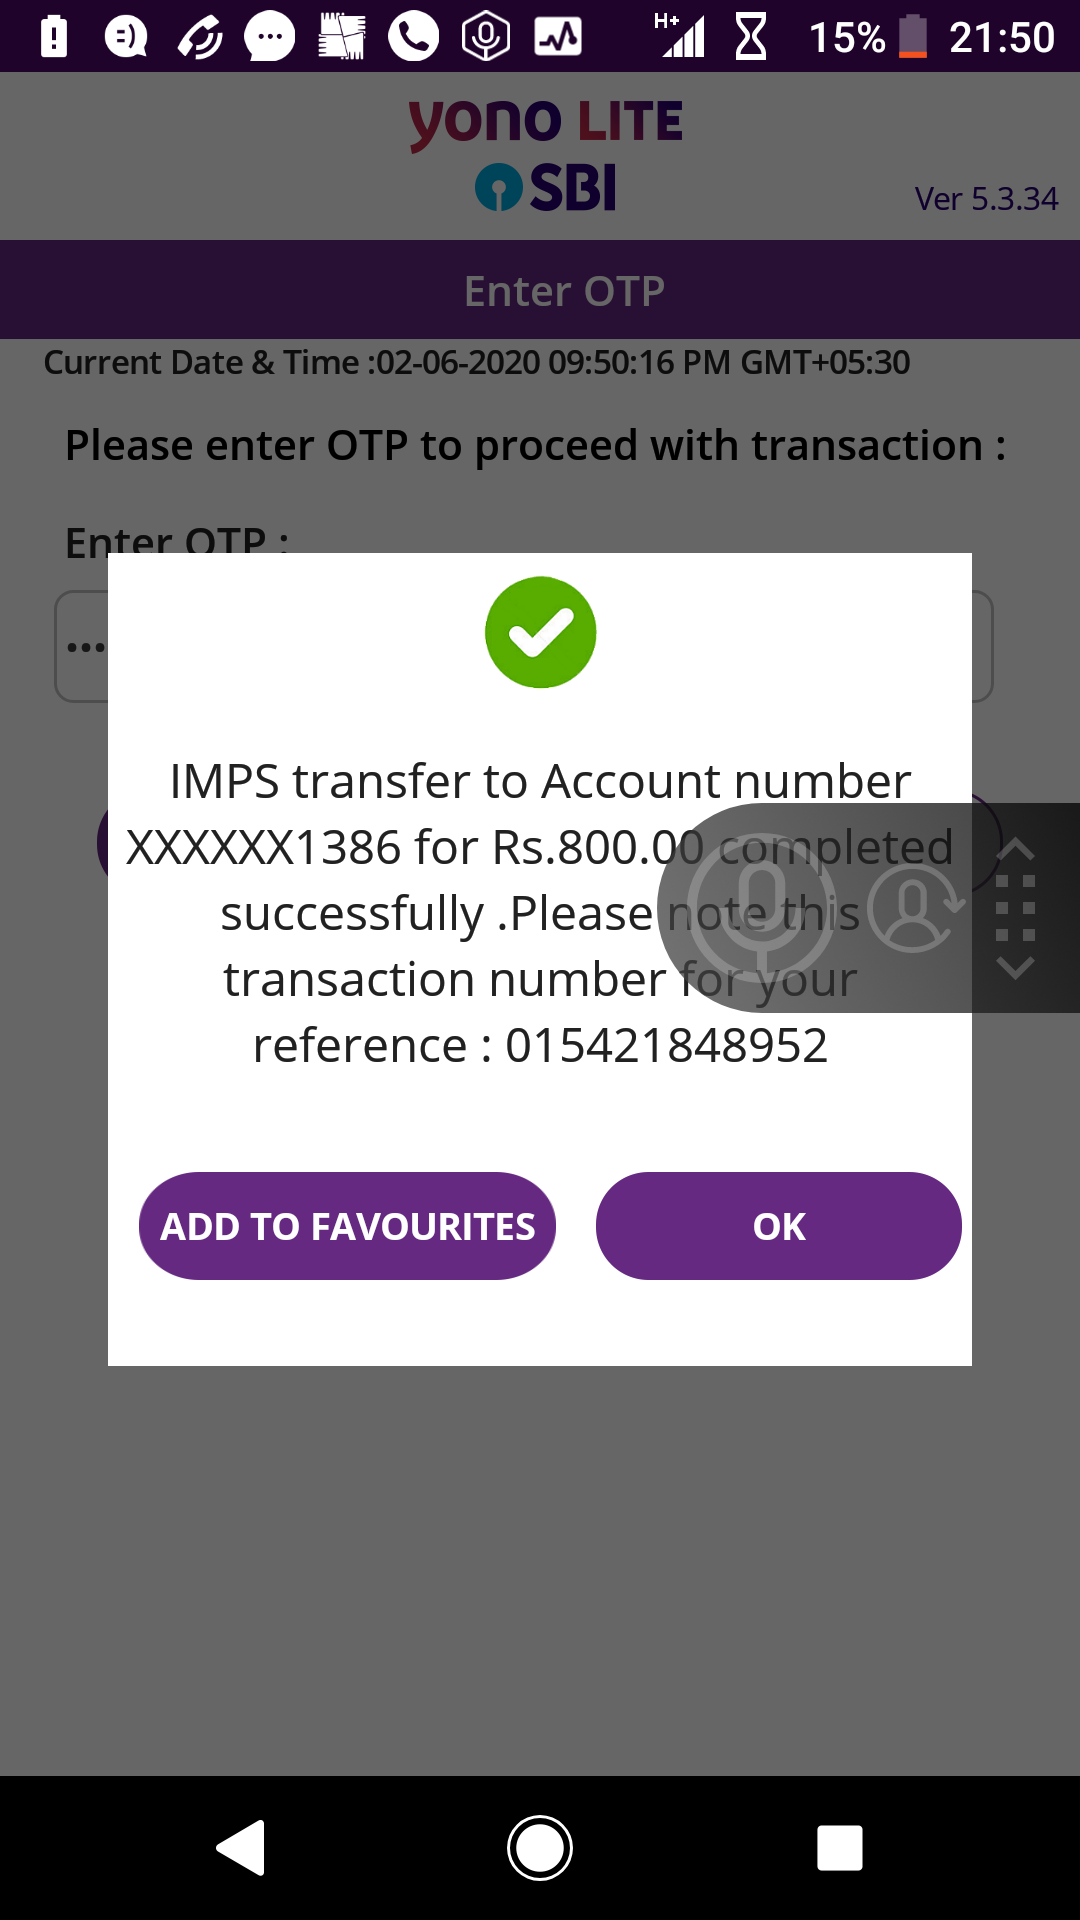 H+ 15% 21:50
yono LITE
SBI
Ver 5.3.34
Enter OTP
Current Date & Time :02-06-2020 09:50:16 PM GMT+05:30
Please enter OTP to proceed with transaction :
Enter OTP :
•••
IMPS transfer to Account number
XXXXXX1386 for Rs.800.00 completed
successfully .Please note this
transaction number for your
reference : 015421848952
ADD TO FAVOURITES OK